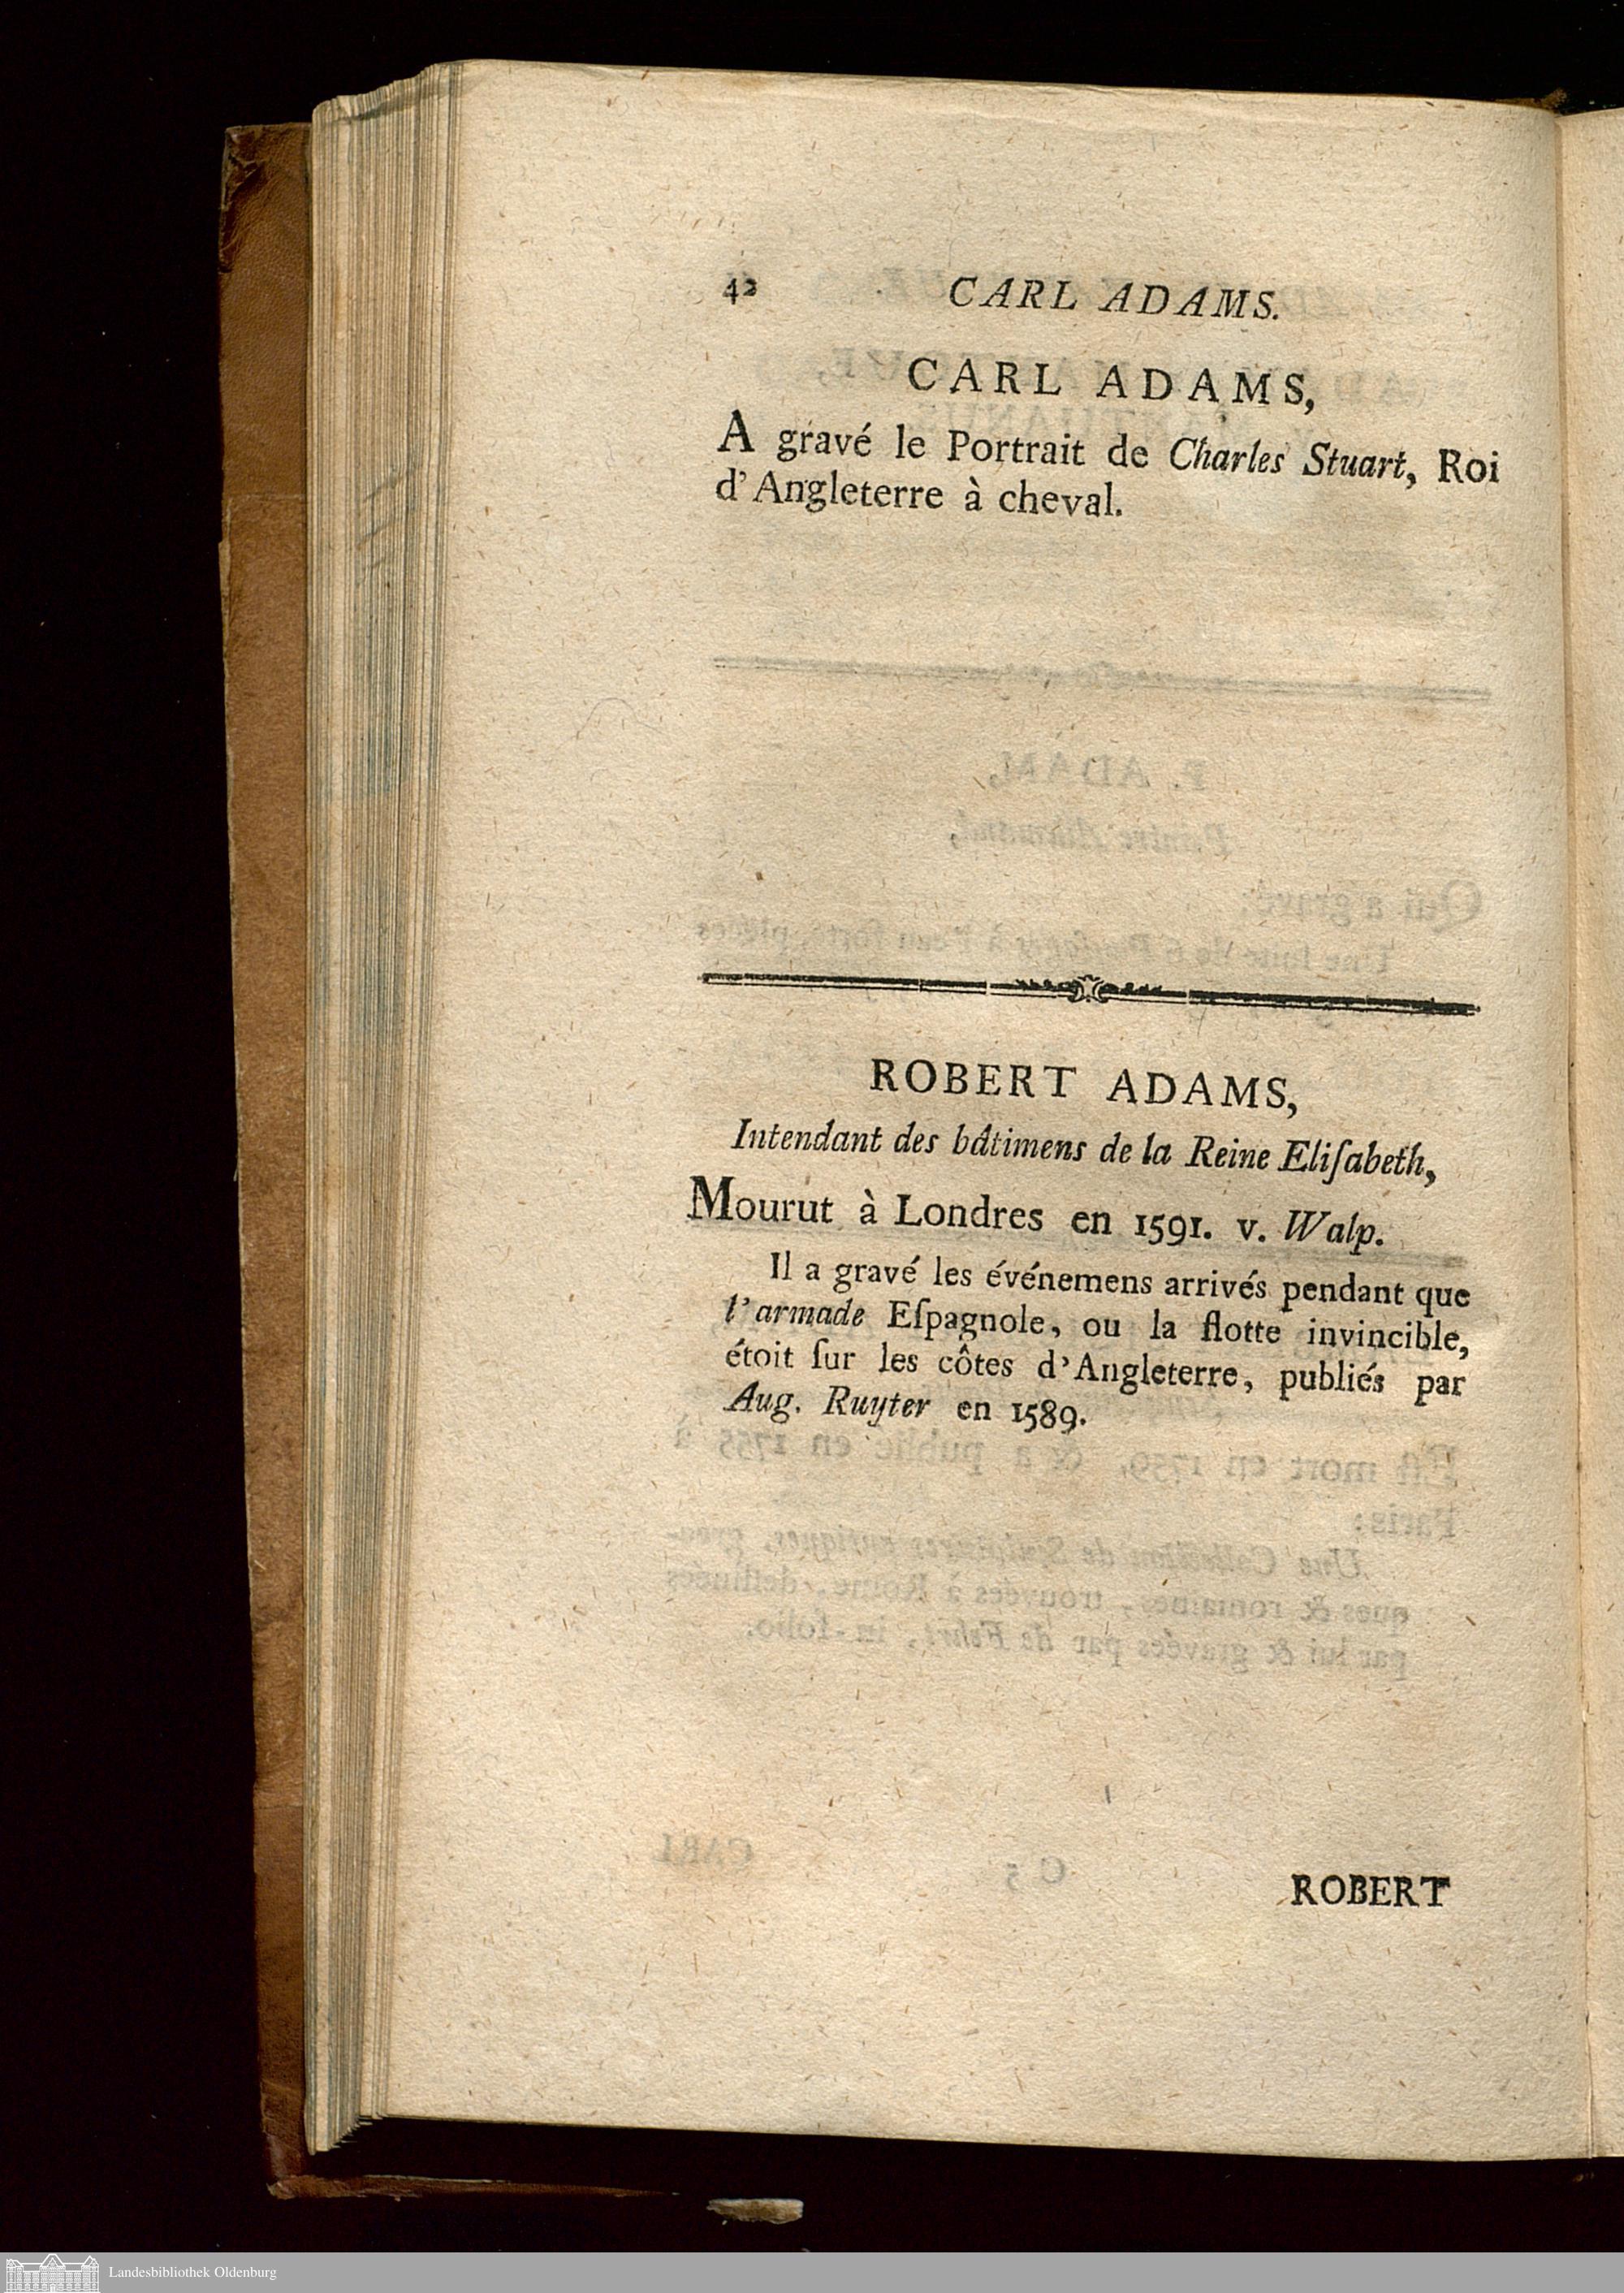 42 CARL ADAMS.
CARL ADAMS,
A gravé le Portrait de Charles Stuart, Roi
d'Angleterre à cheval.
ROBERT ADAMS,
Intendant des bâtimens de la Reine Eliſabeth,
Mourut à Londres en 1591. v. Walp.
Il a gravé les événemens arrivés pendant que
l'armade Eſpagnole, ou la flotte invincible,
étoit ſur les côtes d'Angleterre, publiés par
Aug. Ruyter en 1589.
ROBERT
Landesbibliothek Oldenburg